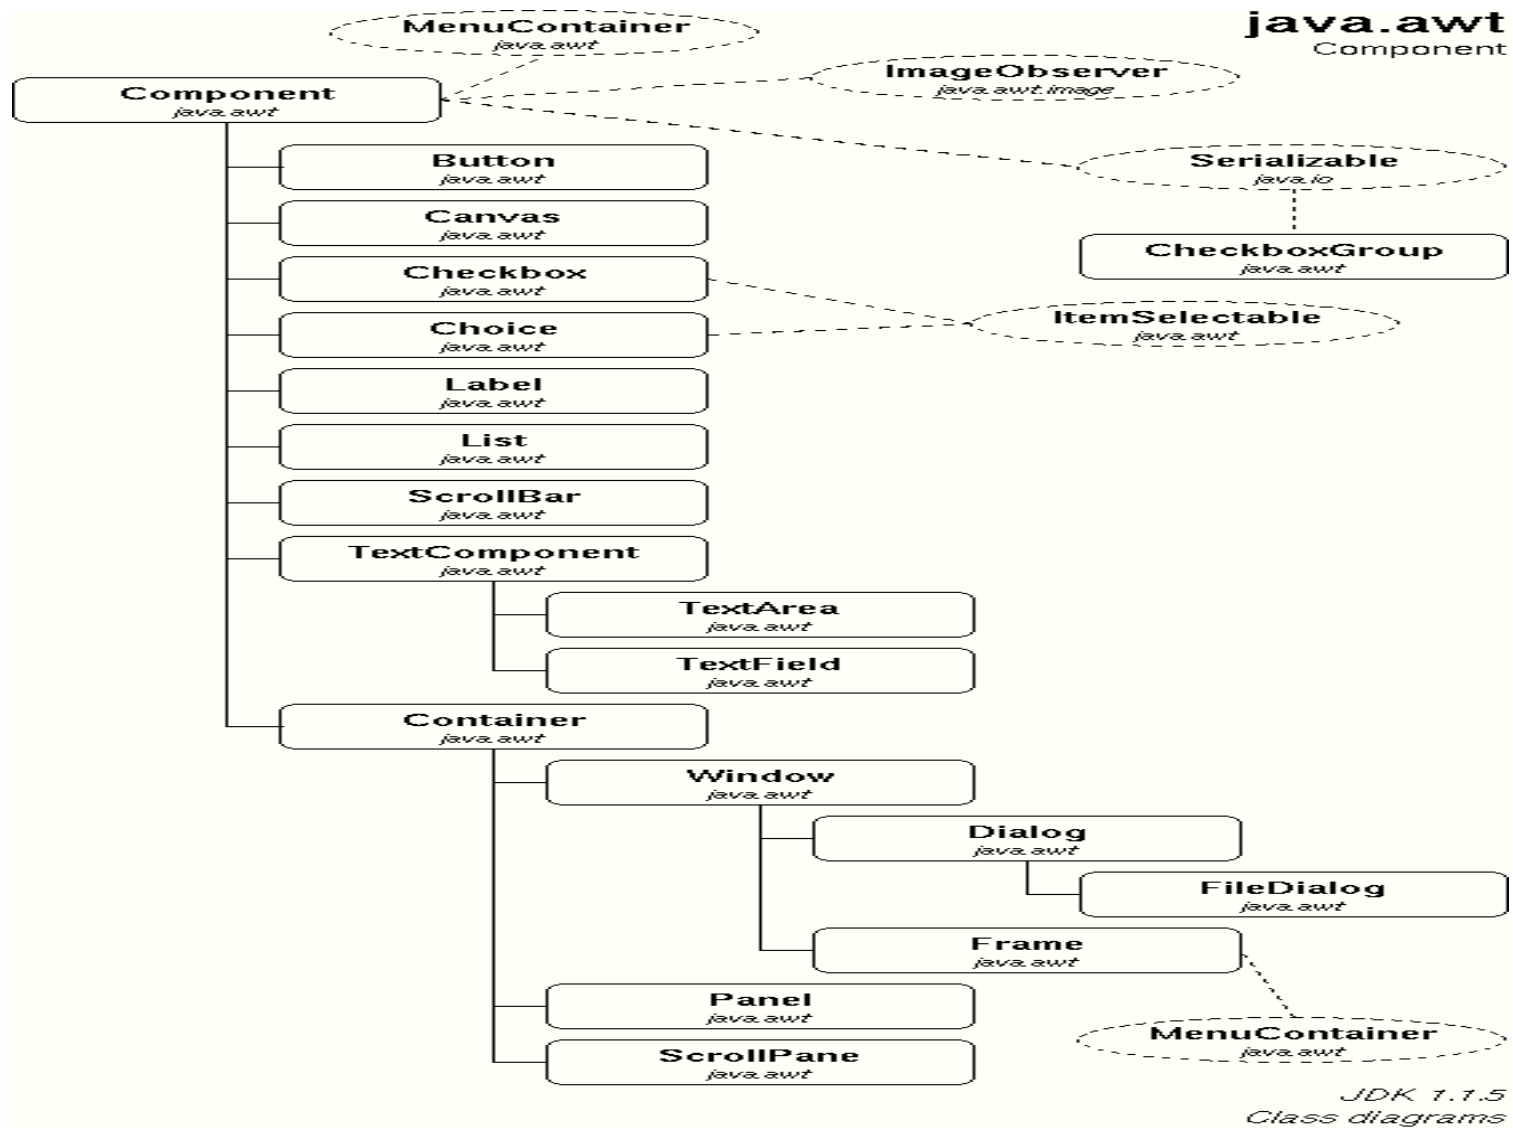 MenuContainer
java.awt
java.awt
Component
ImageObserver
java.awt.image
Component
java.awt
Button
java.awt
Serializable
java.io
Canvas
java.awt
CheckboxGroup
java.awt
Checkbox
java.awt
ItemSelectable
java.awt
Choice
java.awt
Label
java.awt
List
java.awt
ScrollBar
java.awt
TextComponent
java.awt
TextArea
java.awt
TextField
java.awt
Container
java.awt
Window
java.awt
Dialog
java.awt
FileDialog
java.awt
Frame
java.awt
Panel
java.awt
MenuContainer
java.awt
ScrollPane
java.awt
JDK 1.1.5
Class diagrams